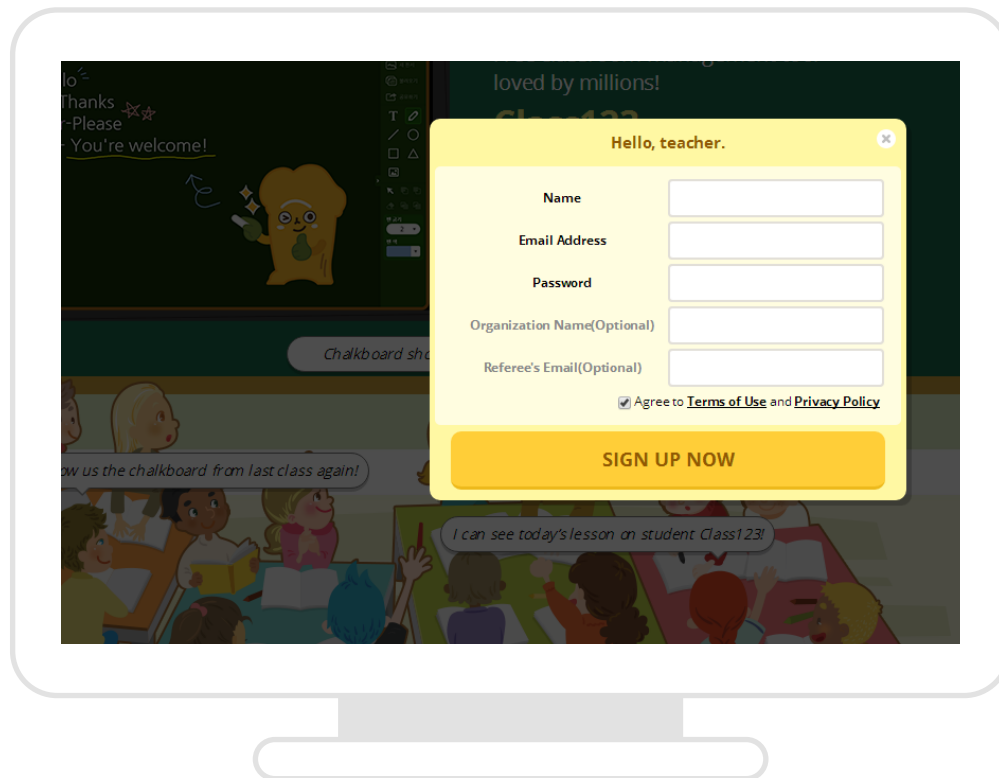 loved by millions!
Class123
lo
Thanks
r-Please
You're welcome!
T
2
Hello, teacher.
Name
Email Address
Password
Organization Name(Optional)
Referee's Email(Optional)
Agree to Terms of Use and Privacy Policy
SIGN UP NOW
Chalkboard sho
ow us the chalkboard from last class again!
I can see today's lesson on student Class123!